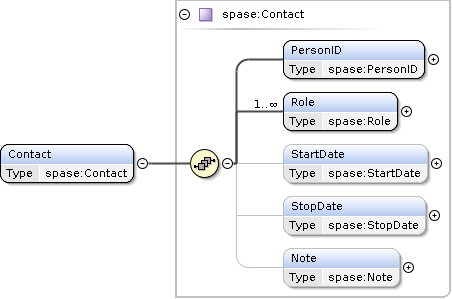 spase:Contact
PersonID
Type spase:PersonID
1..∞
Role
Type spase:Role
Contact
Type spase:Contact
StartDate
Type spase:StartDate
StopDate
Type spase:StopDate
Note
Type spase:Note